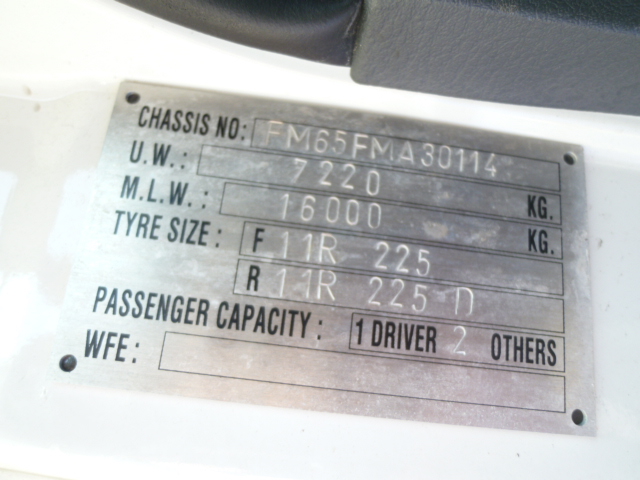 CHASSIS NO: FM65FMA30114
U.W.: 7220 KG.
M.L.W.: 16000 KG.
TYRE SIZE: F 11R 225
R 11R 225 D
PASSENGER CAPACITY: 1 DRIVER 2 OTHERS
WFE: